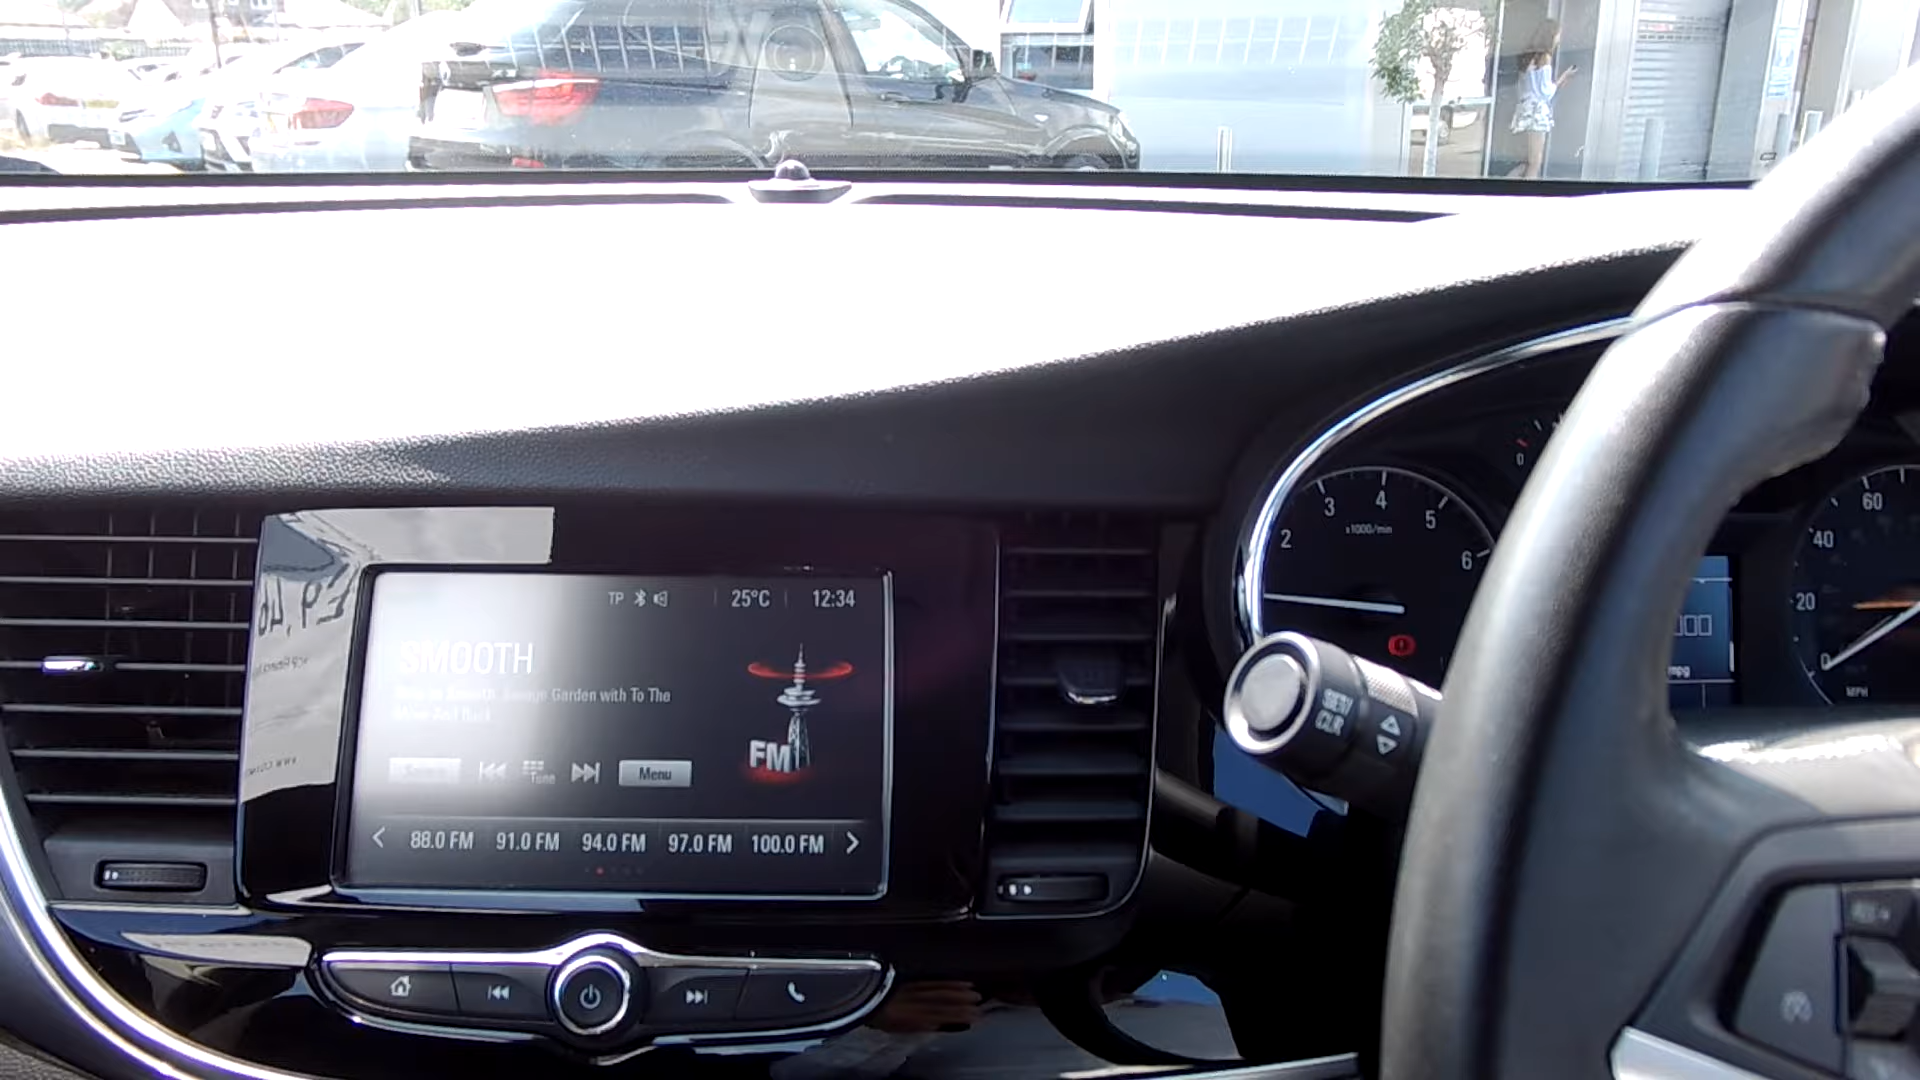 TP 25°C 12:34
SMOOTH
Garden with To The
Tune Menu
FM
88.0 FM 91.0 FM 94.0 FM 97.0 FM 100.0 FM
2 3 4 5 6
x1000/min
0
SET/
CLR
mpg
0 20 40 60
MPH